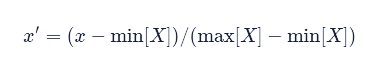 x′ = (x − min[X])/(max[X] − min[X])